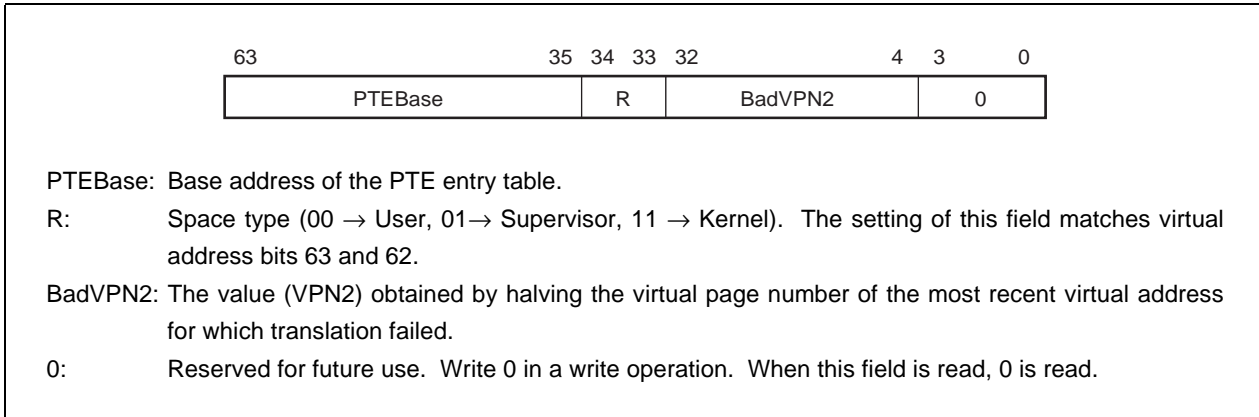 63 35 34 33 32 4 3 0
PTEBase R BadVPN2 0
PTEBase: Base address of the PTE entry table.
R: Space type (00 → User, 01→ Supervisor, 11 → Kernel). The setting of this field matches virtual
address bits 63 and 62.
BadVPN2: The value (VPN2) obtained by halving the virtual page number of the most recent virtual address
for which translation failed.
0: Reserved for future use. Write 0 in a write operation. When this field is read, 0 is read.